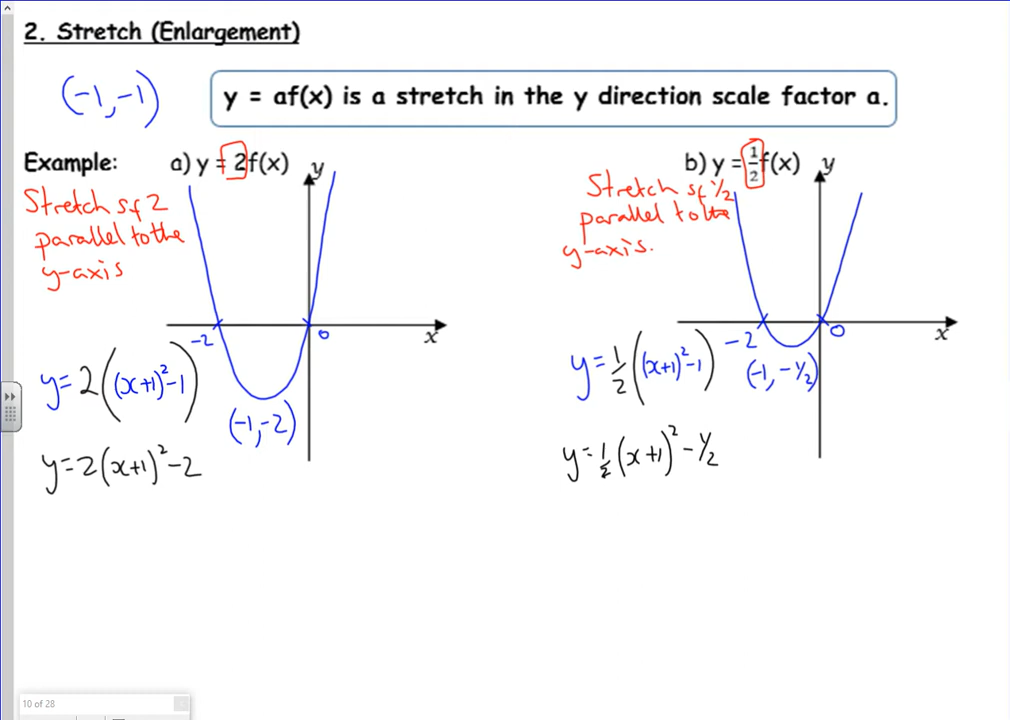 2. Stretch (Enlargement)
(-1,-1)
y = af(x) is a stretch in the y direction scale factor a.
Example:
a) y = 2f(x)
y
Stretch sf 2
parallel to the
y-axis
x
-2
0
y=2((x+1)²-1)
(-1,-2)
y=2(x+1)²-2
b) y = ½f(x)
y
Stretch sf ½
parallel to the
y-axis.
x
-2
0
y=½((x+1)²-1)
(-1, -½)
y=½(x+1)²-½
10 of 28